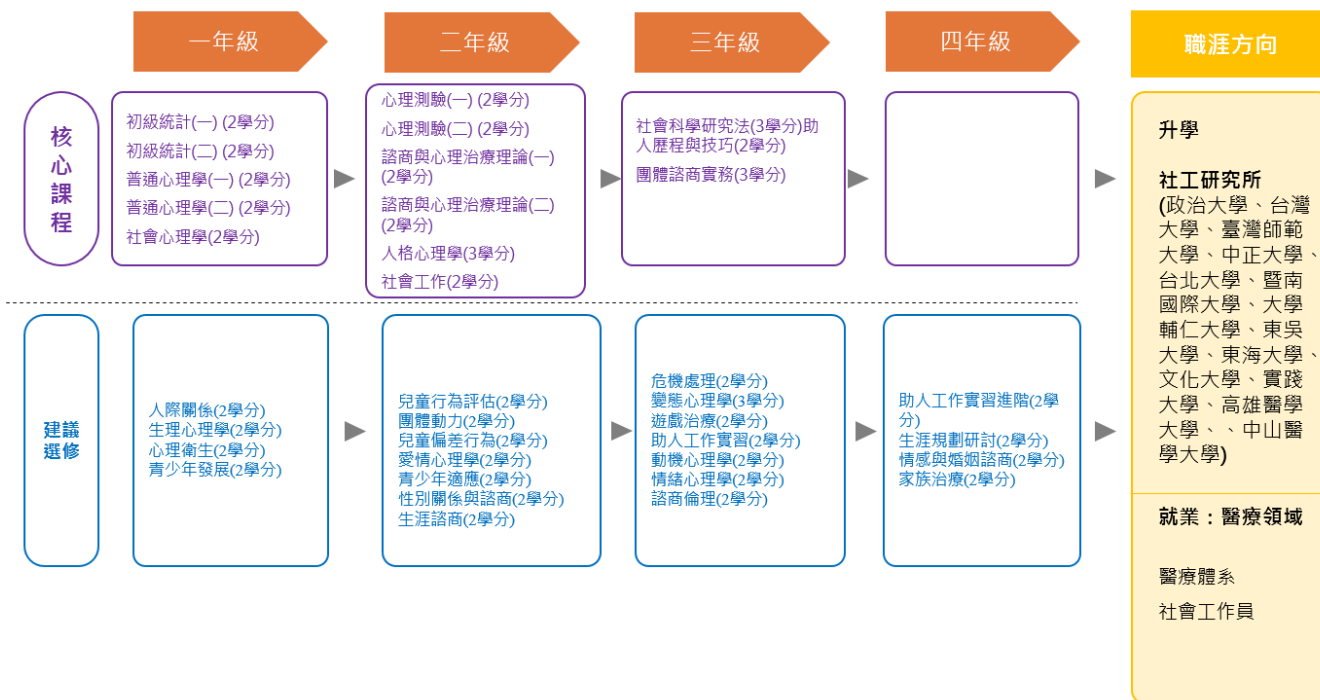 一年級
二年級
三年級
四年級
職涯方向
核
心
課
程
初級統計(一) (2學分)
初級統計(二) (2學分)
普通心理學(一) (2學分)
普通心理學(二) (2學分)
社會心理學(2學分)
心理測驗(一) (2學分)
心理測驗(二) (2學分)
諮商與心理治療理論(一)
(2學分)
諮商與心理治療理論(二)
(2學分)
人格心理學(3學分)
社會工作(2學分)
社會科學研究法(3學分)助
人歷程與技巧(2學分)
團體諮商實務(3學分)
建議
選修
人際關係(2學分)
生理心理學(2學分)
心理衛生(2學分)
青少年發展(2學分)
兒童行為評估(2學分)
團體動力(2學分)
兒童偏差行為(2學分)
愛情心理學(2學分)
青少年適應(2學分)
性別關係與諮商(2學分)
生涯諮商(2學分)
危機處理(2學分)
變態心理學(3學分)
遊戲治療(2學分)
助人工作實習(2學分)
動機心理學(2學分)
情緒心理學(2學分)
諮商倫理(2學分)
助人工作實習進階(2學
分)
生涯規劃研討(2學分)
情感與婚姻諮商(2學分)
家族治療(2學分)
升學
社工研究所
(政治大學、台灣
大學、臺灣師範
大學、中正大學、
台北大學、暨南
國際大學、大學
輔仁大學、東吳
大學、東海大學、
文化大學、實踐
大學、高雄醫學
大學、、中山醫
學大學)
就業：醫療領域
醫療體系
社會工作員